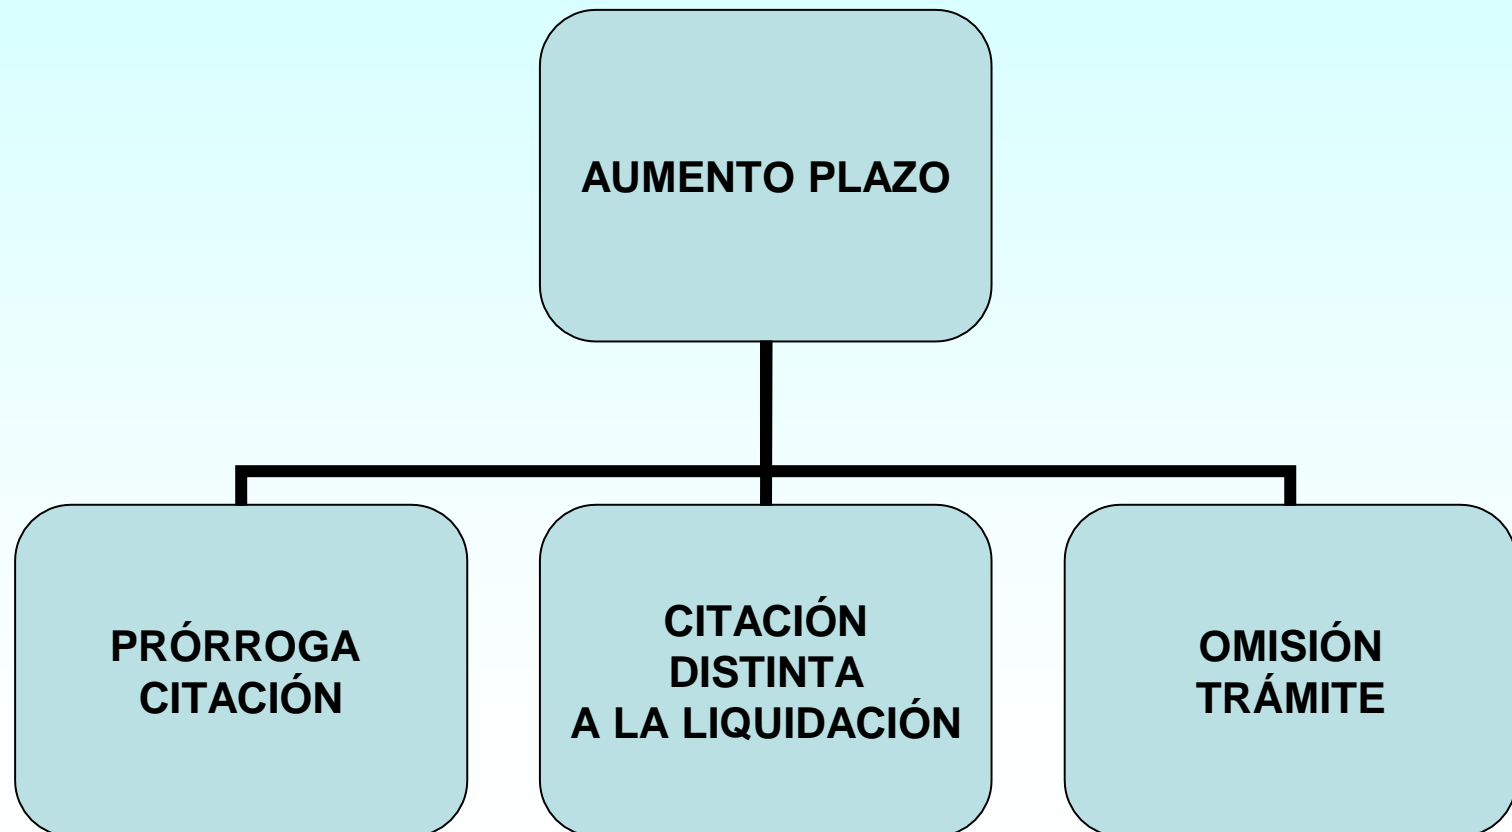 AUMENTO PLAZO
PRÓRROGA
CITACIÓN
CITACIÓN
DISTINTA
A LA LIQUIDACIÓN
OMISIÓN
TRÁMITE